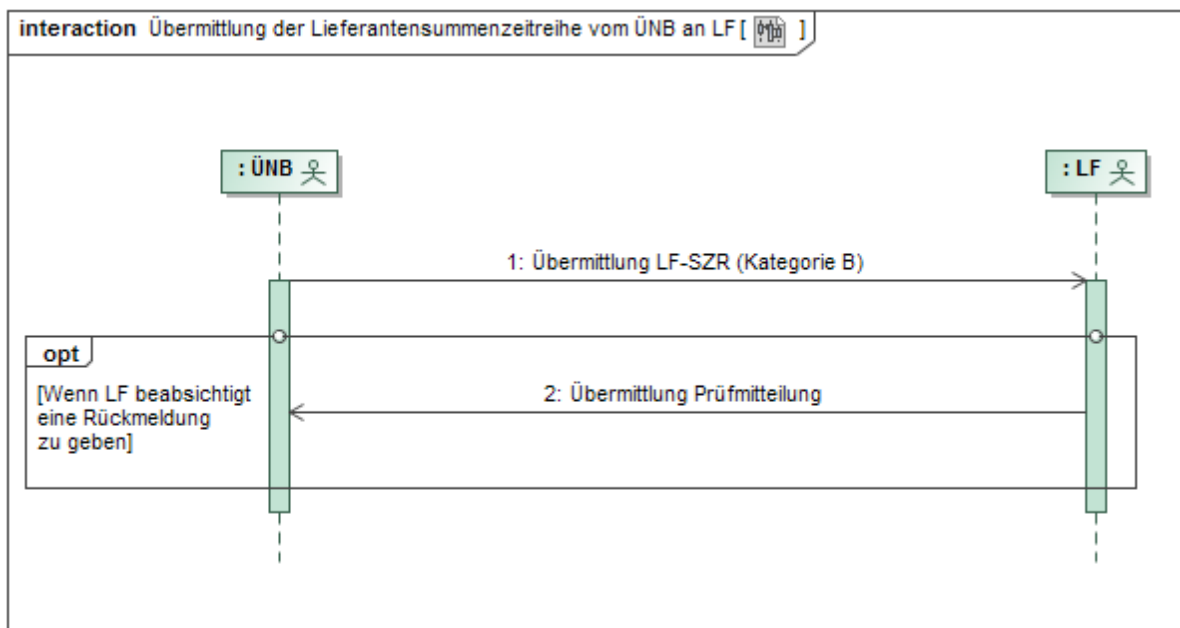 interaction Übermittlung der Lieferantensummenzeitreihe vom ÜNB an LF [ ]
: ÜNB
: LF
1: Übermittlung LF-SZR (Kategorie B)
opt
[Wenn LF beabsichtigt
eine Rückmeldung
zu geben]
2: Übermittlung Prüfmitteilung